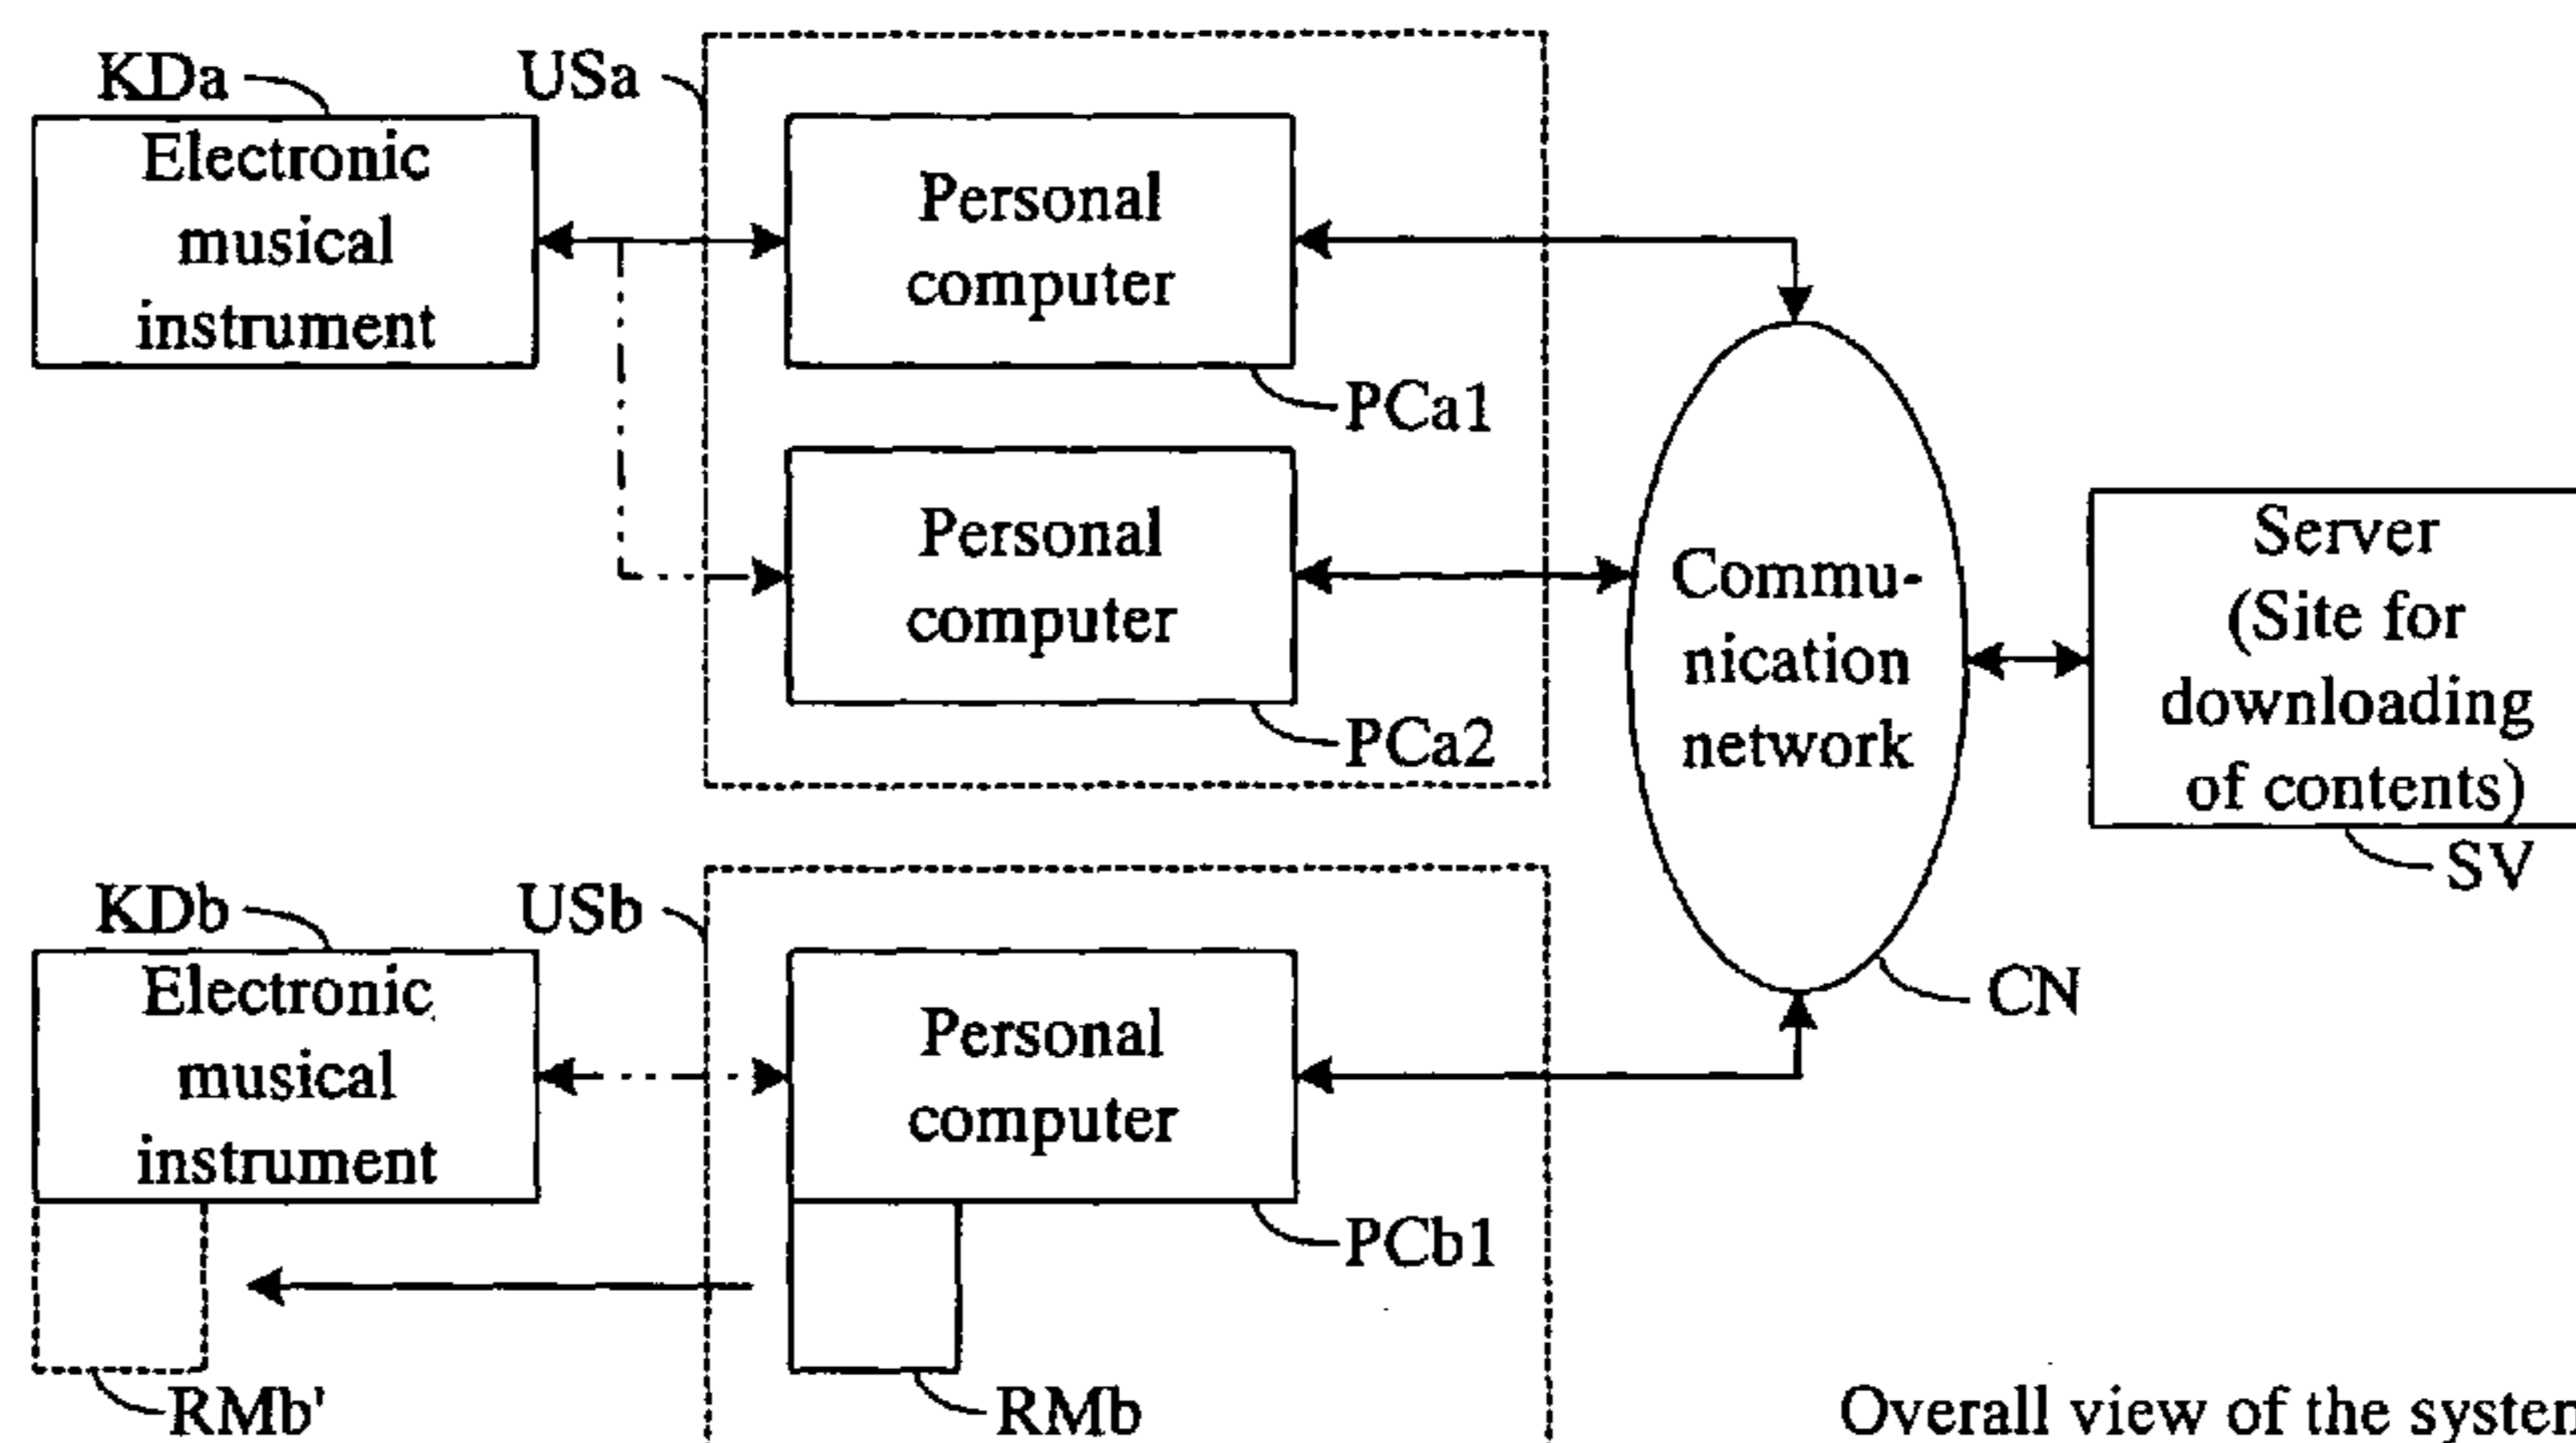 KDa
USa
Electronic
musical
instrument
Personal
computer
PCa1
Personal
computer
PCa2
Commu-
nication
network
CN
Server
(Site for
downloading
of contents)
SV
KDb
USb
Electronic
musical
instrument
Personal
computer
PCb1
RMb'
RMb
Overall view of the